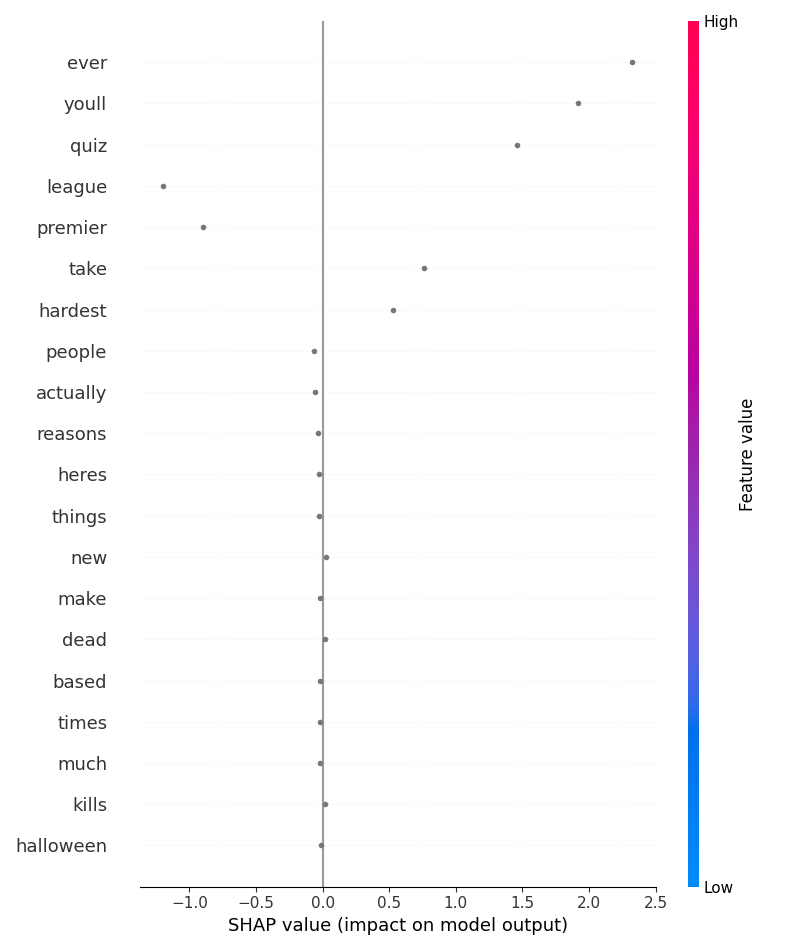 High
ever
youll
quiz
league
premier
take
hardest
people
actually
reasons
heres
things
new
make
dead
based
times
much
kills
halloween
Feature value
Low
−1.0 −0.5 0.0 0.5 1.0 1.5 2.0 2.5
SHAP value (impact on model output)